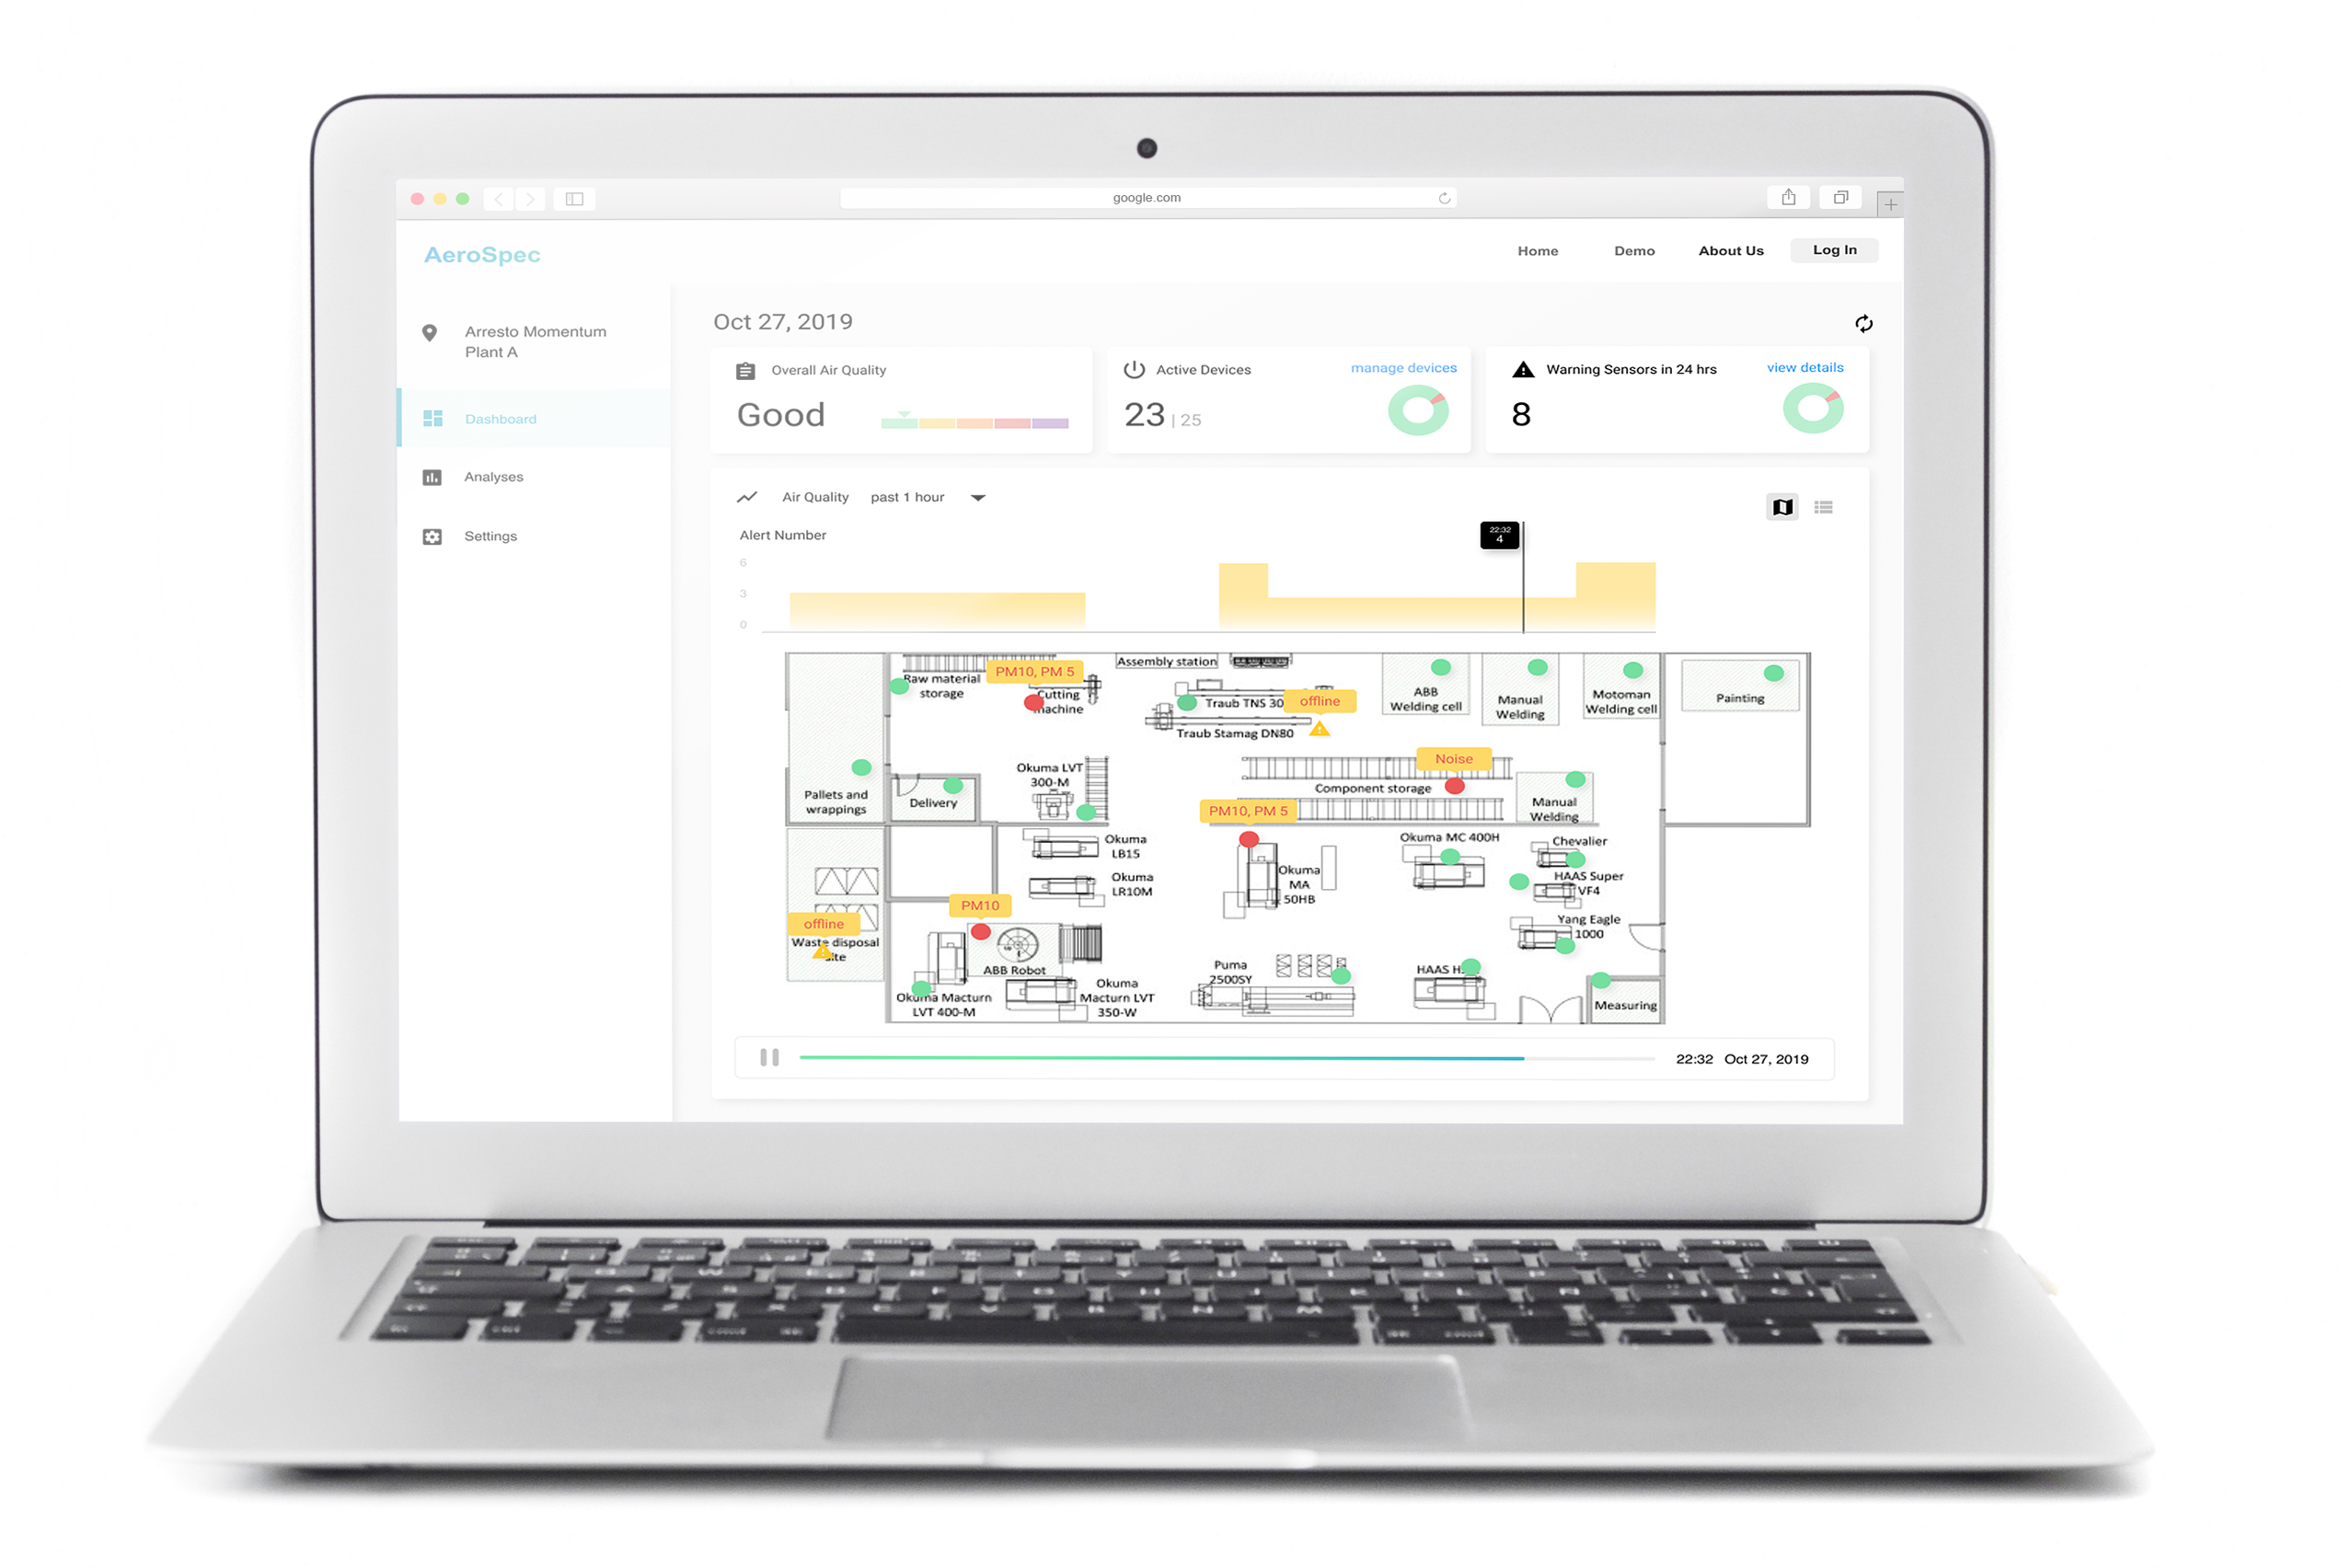 google.com
AeroSpec
Home
Demo
About Us
Log In
Arresto Momentum
Plant A
Dashboard
Analyses
Settings
Oct 27, 2019
Overall Air Quality
Good
Active Devices
manage devices
23 | 25
Warning Sensors in 24 hrs
view details
8
Air Quality
past 1 hour
Alert Number
22:32
4
6
3
0
Raw material
storage
PM10, PM 5
Cutting
machine
Assembly station
Traub TNS 30
offline
Traub Stamag DN80
ABB
Welding cell
Manual
Welding
Motoman
Welding cell
Painting
Pallets and
wrappings
Delivery
Okuma LVT
300-M
Noise
Component storage
PM10, PM 5
Manual
Welding
Okuma
LB15
Okuma
LR10M
Okuma
MA
50HB
Okuma MC 400H
Chevalier
HAAS Super
VF4
Yang Eagle
1000
offline
Waste disposal
PM10
ABB Robot
Okuma Macturn
LVT 400-M
Okuma
Macturn LVT
350-W
Puma
2500SY
HAAS
Measuring
22:32 Oct 27, 2019